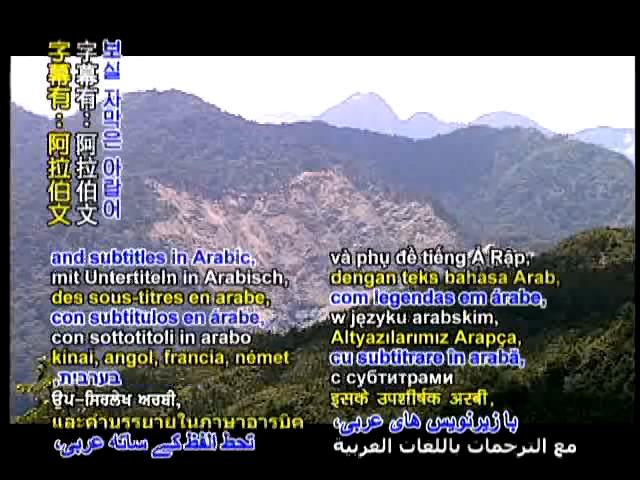 字幕有：阿拉伯文
字幕有：阿拉伯文
보실 자막은 아랍어
and subtitles in Arabic,
mit Untertiteln in Arabisch,
des sous-titres en arabe,
con subtitulos en árabe,
con sottotitoli in arabo
kínai, angol, francia, német
בערבית,
ਉਪ-ਸਿਰਲੇਖ ਅਰਬੀ,
และคำบรรยายในภาษาอารบิค
تحط الفظ کے ساتھ عربی،
và phụ đề tiếng Ả Rập,
dengan teks bahasa Arab,
com legendas em árabe,
w języku arabskim,
Altyazılarımız Arapça,
cu subtitrare în arabă,
с субтитрами
इसके उपशीर्षक अरबी,
با زیرنویس های عربی،
مع الترجمات باللغات العربية